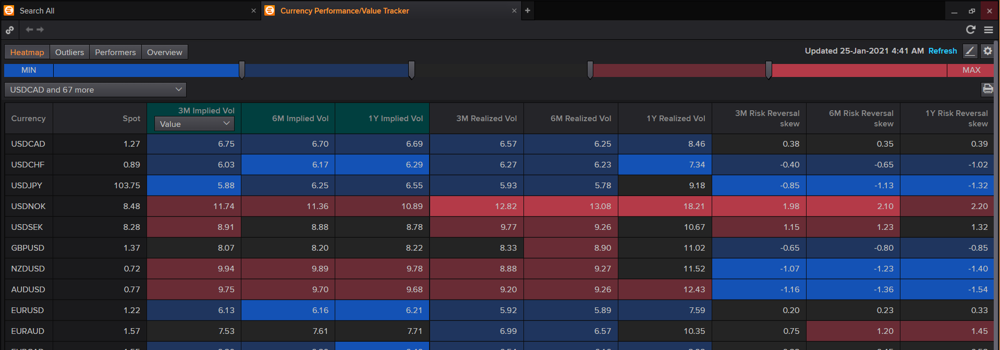 Search All
Currency Performance/Value Tracker
Heatmap Outliers Performers Overview
Updated 25-Jan-2021 4:41 AM Refresh
MIN MAX
USDCAD and 67 more
Currency Spot 3M Implied Vol Value 6M Implied Vol 1Y Implied Vol 3M Realized Vol 6M Realized Vol 1Y Realized Vol 3M Risk Reversal skew 6M Risk Reversal skew 1Y Risk Reversal skew
USDCAD 1.27 6.75 6.70 6.69 6.57 6.25 8.46 0.38 0.35 0.39
USDCHF 0.89 6.03 6.17 6.29 6.27 6.23 7.34 -0.40 -0.65 -1.02
USDJPY 103.75 5.88 6.25 6.55 5.93 5.78 9.18 -0.85 -1.13 -1.32
USDNOK 8.48 11.74 11.36 10.89 12.82 13.08 18.21 1.98 2.10 2.20
USDSEK 8.28 8.91 8.88 8.78 9.77 9.26 10.67 1.15 1.23 1.32
GBPUSD 1.37 8.07 8.20 8.22 8.33 8.90 11.02 -0.65 -0.80 -0.85
NZDUSD 0.72 9.94 9.89 9.78 8.88 9.27 11.52 -1.07 -1.23 -1.40
AUDUSD 0.77 9.75 9.70 9.68 9.20 9.26 12.43 -1.16 -1.36 -1.54
EURUSD 1.22 6.13 6.16 6.21 5.92 5.89 7.59 0.20 0.23 0.33
EURAUD 1.57 7.53 7.61 7.71 6.99 6.57 10.35 0.75 1.20 1.45